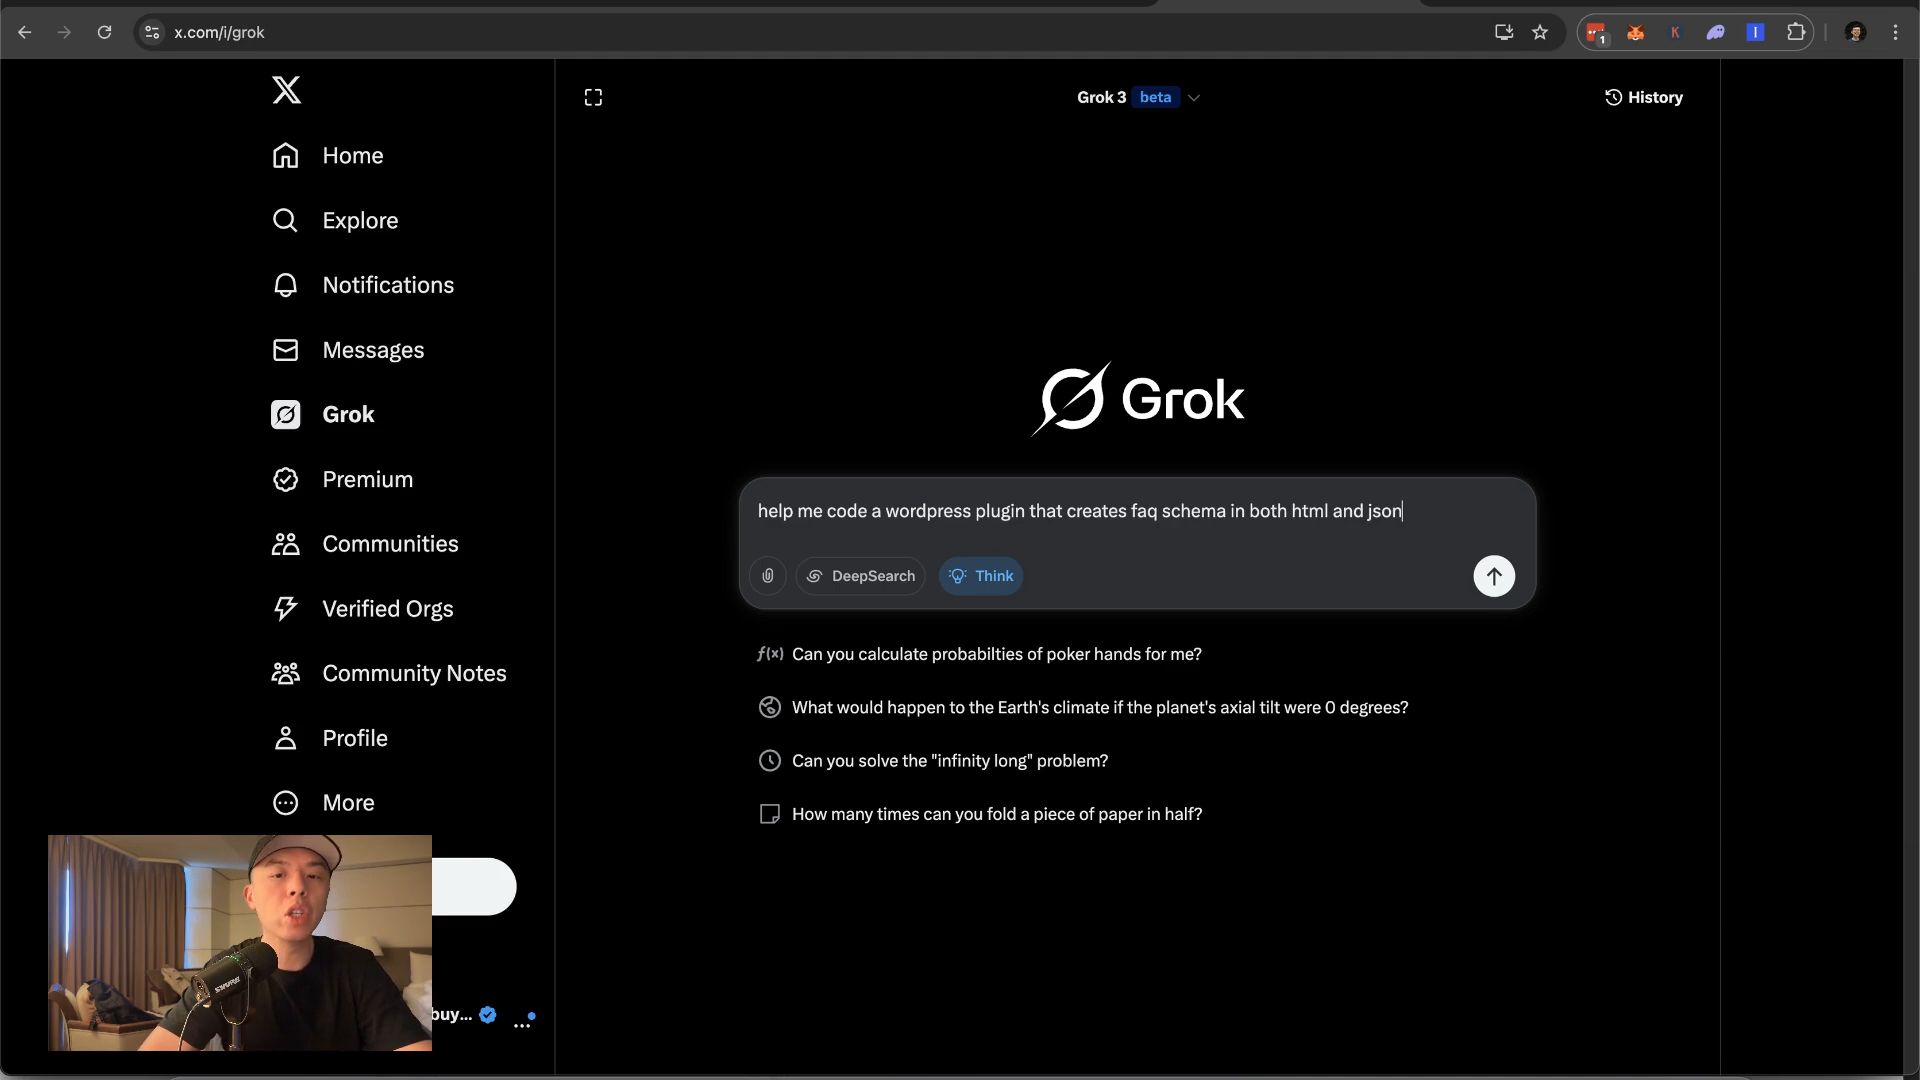 x.com/i/grok
1
K
I
Home
Explore
Notifications
Messages
Grok
Premium
Communities
Verified Orgs
Community Notes
Profile
More
buy...
Grok 3 beta
History
Grok
help me code a wordpress plugin that creates faq schema in both html and json
DeepSearch
Think
f(x) Can you calculate probabilties of poker hands for me?
What would happen to the Earth's climate if the planet's axial tilt were 0 degrees?
Can you solve the "infinity long" problem?
How many times can you fold a piece of paper in half?
SHURE